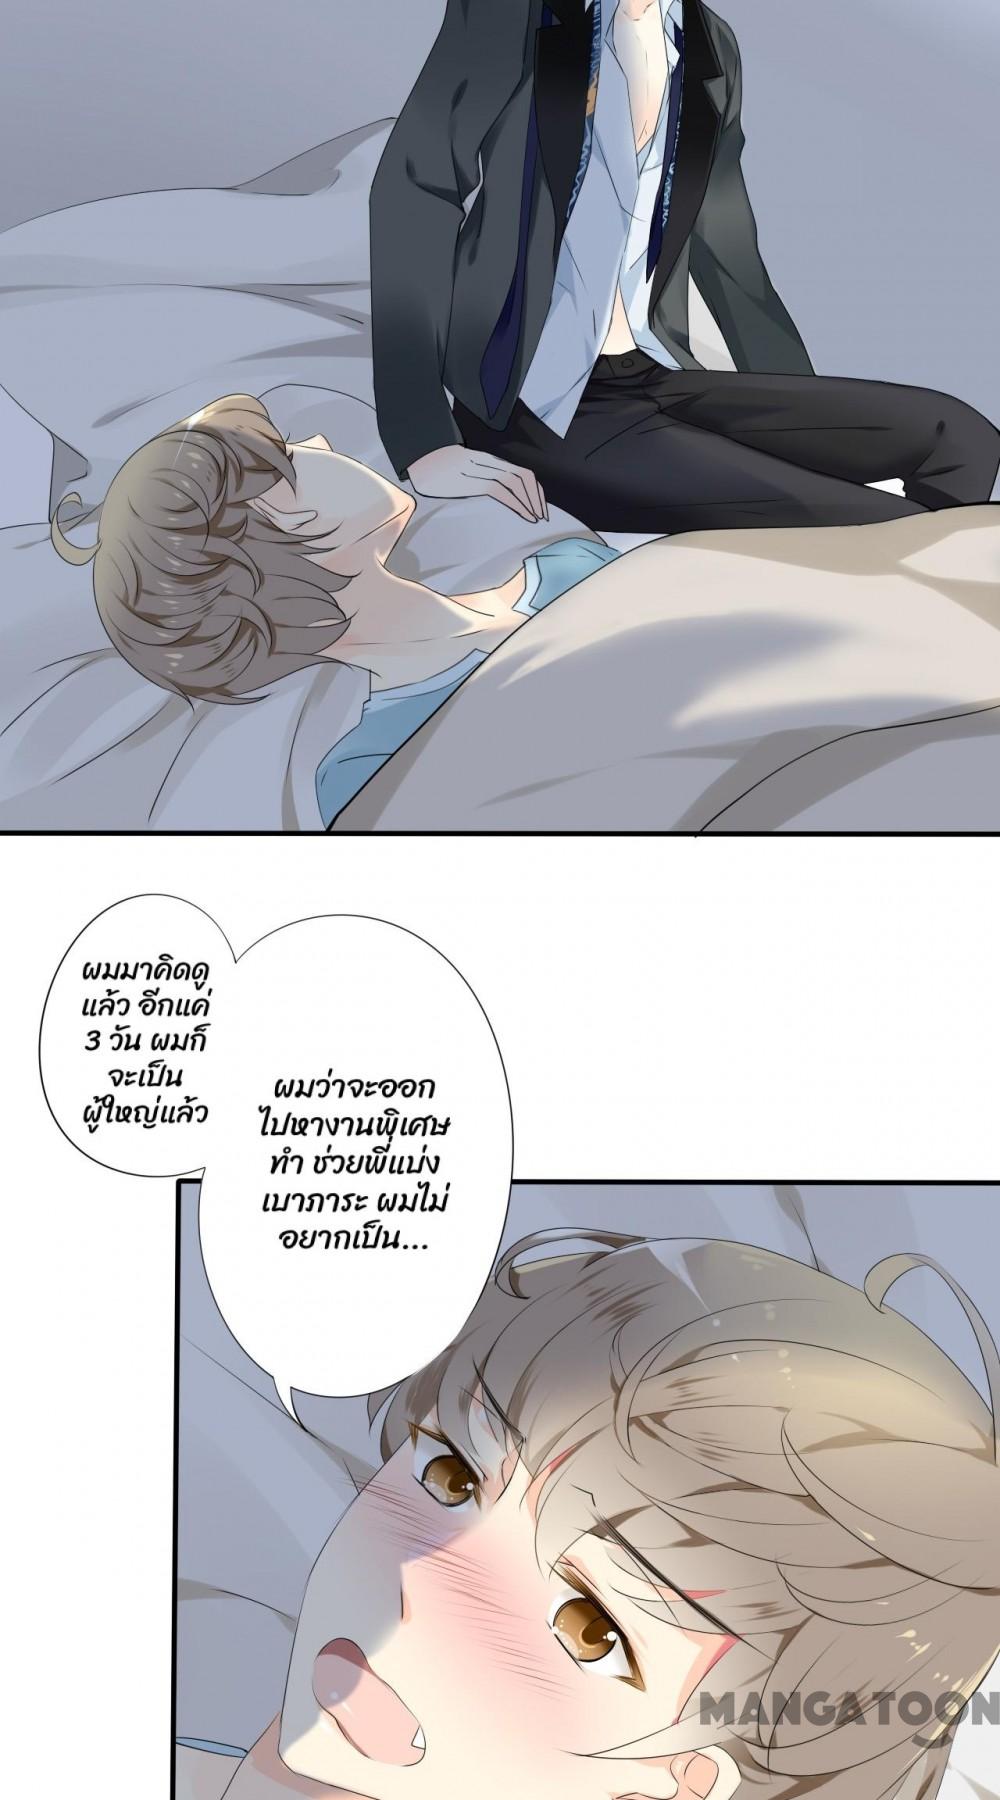 ผมมาคิดดู
แล้ว อีกแค่
3 วัน ผมก็
จะเป็น
ผู้ใหญ่แล้ว
ผมว่าจะออก
ไปหางานพิเศษ
ทำ ช่วยพี่แบ่ง
เบาภาระ ผมไม่
อยากเป็น...
MANGATOON